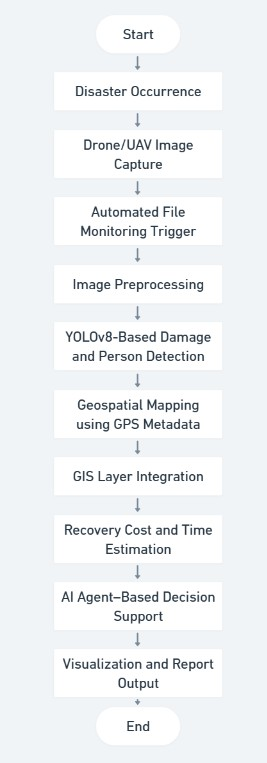 Start
Disaster Occurrence
Drone/UAV Image
Capture
Automated File
Monitoring Trigger
Image Preprocessing
YOLOv8-Based Damage
and Person Detection
Geospatial Mapping
using GPS Metadata
GIS Layer Integration
Recovery Cost and Time
Estimation
AI Agent–Based Decision
Support
Visualization and Report
Output
End